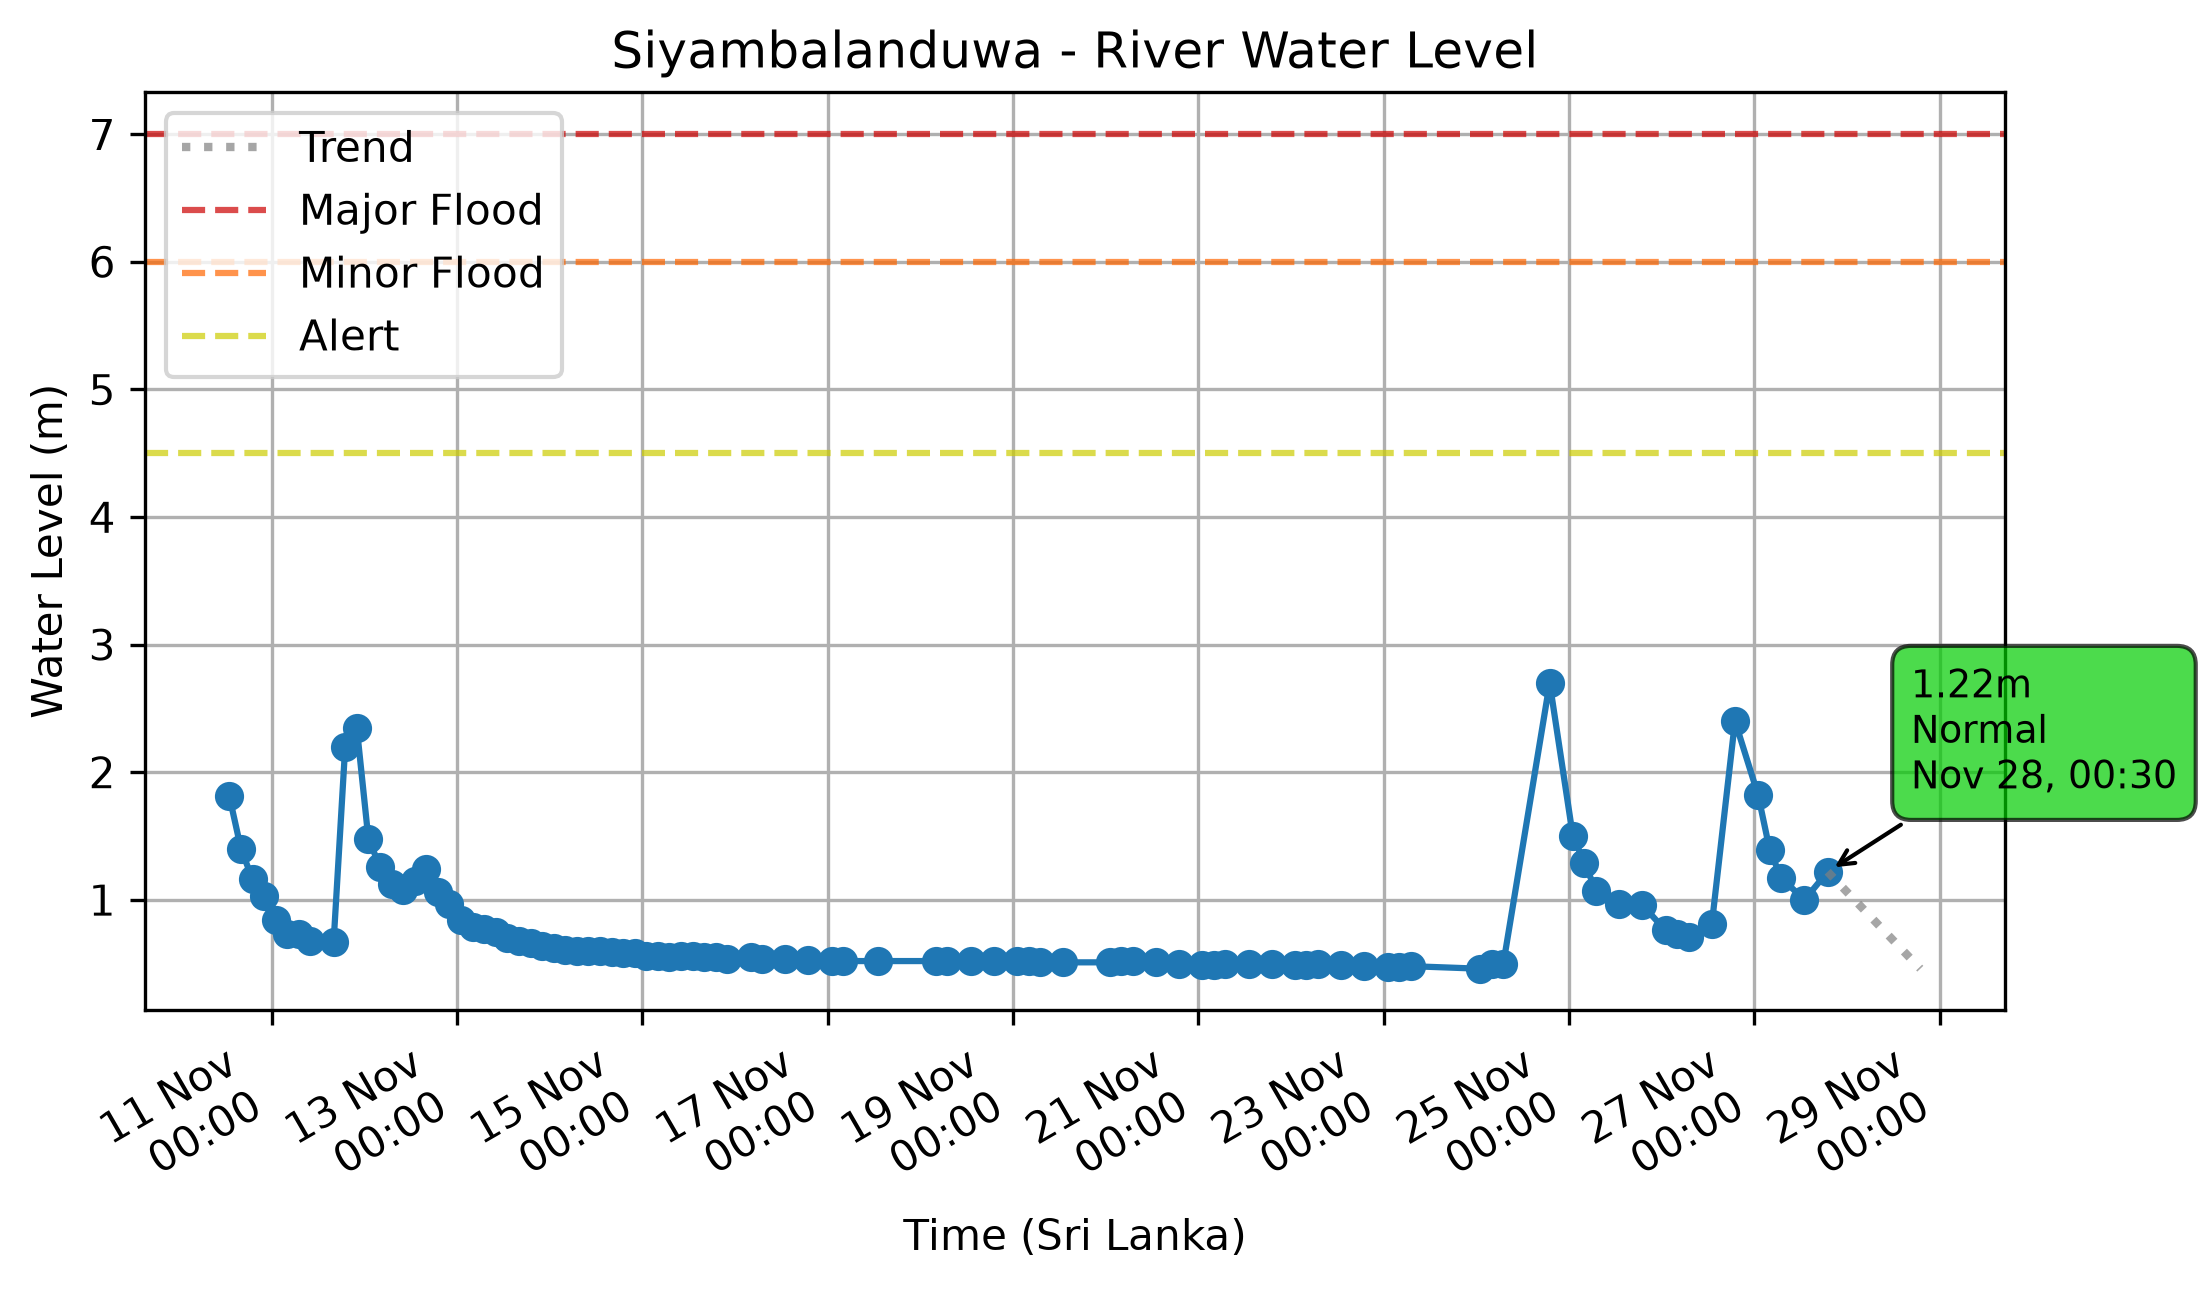 Siyambalanduwa - River Water Level
Trend
Major Flood
Minor Flood
Alert
7
6
5
4
3
2
1
Water Level (m)
1.22m
Normal
Nov 28, 00:30
11 Nov
00:00
13 Nov
00:00
15 Nov
00:00
17 Nov
00:00
19 Nov
00:00
21 Nov
00:00
23 Nov
00:00
25 Nov
00:00
27 Nov
00:00
29 Nov
00:00
Time (Sri Lanka)